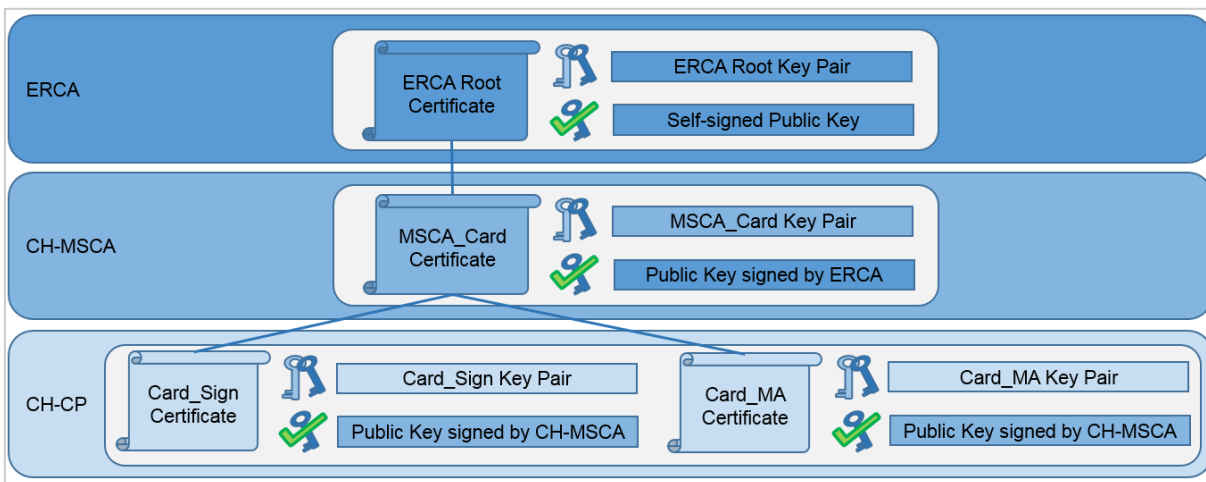 ERCA
ERCA Root
Certificate
ERCA Root Key Pair
Self-signed Public Key
CH-MSCA
MSCA_Card
Certificate
MSCA_Card Key Pair
Public Key signed by ERCA
CH-CP
Card_Sign
Certificate
Card_Sign Key Pair
Public Key signed by CH-MSCA
Card_MA
Certificate
Card_MA Key Pair
Public Key signed by CH-MSCA